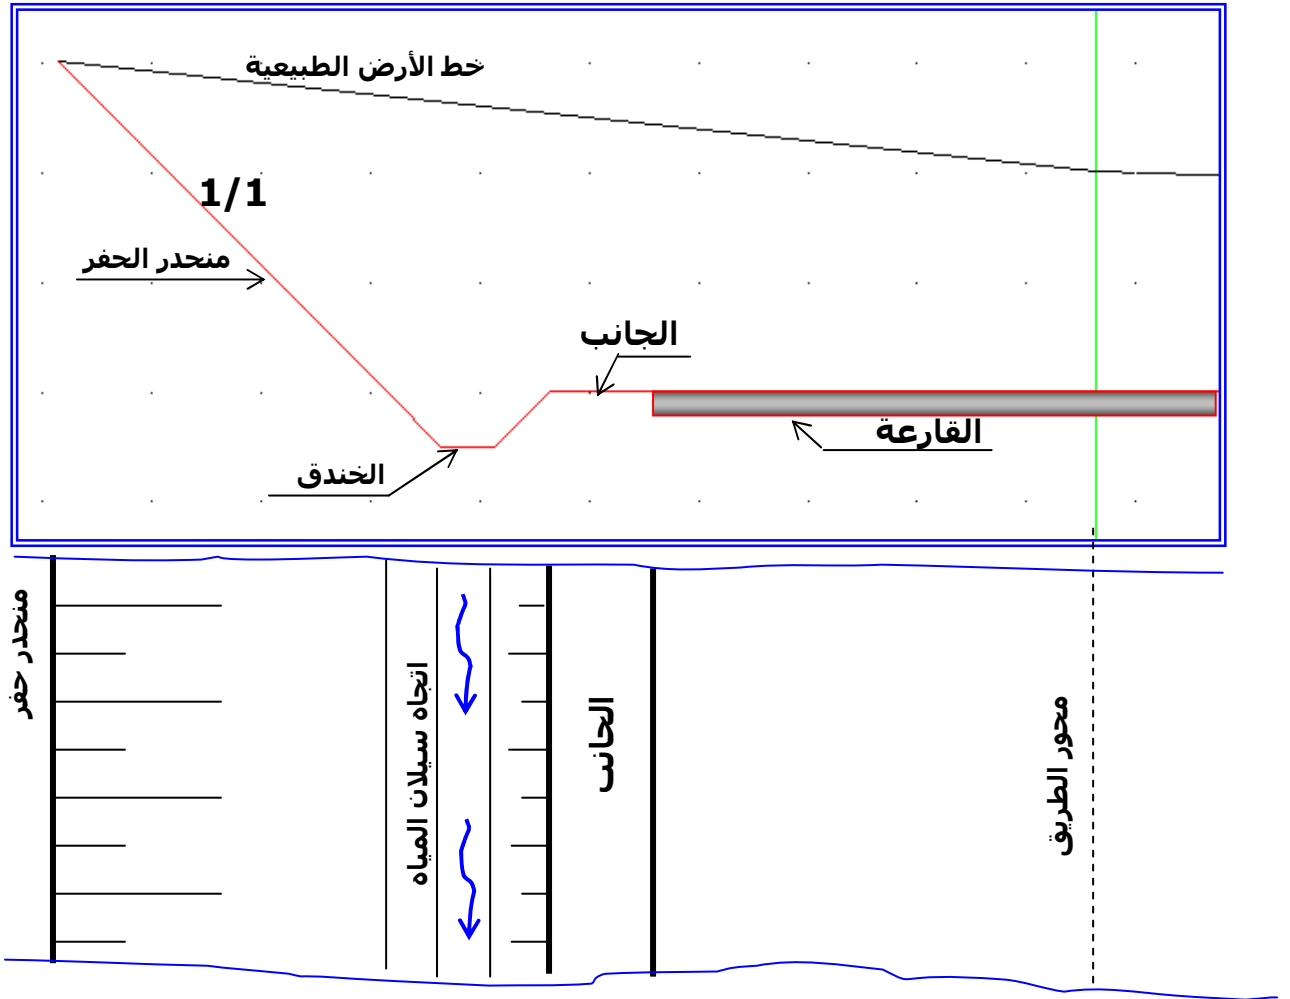 خط الأرض الطبيعية
1/1
منحدر الحفر
الجانب
القارعة
الخندق
منحدر حفر
اتجاه سيلان المياه
الجانب
محور الطريق